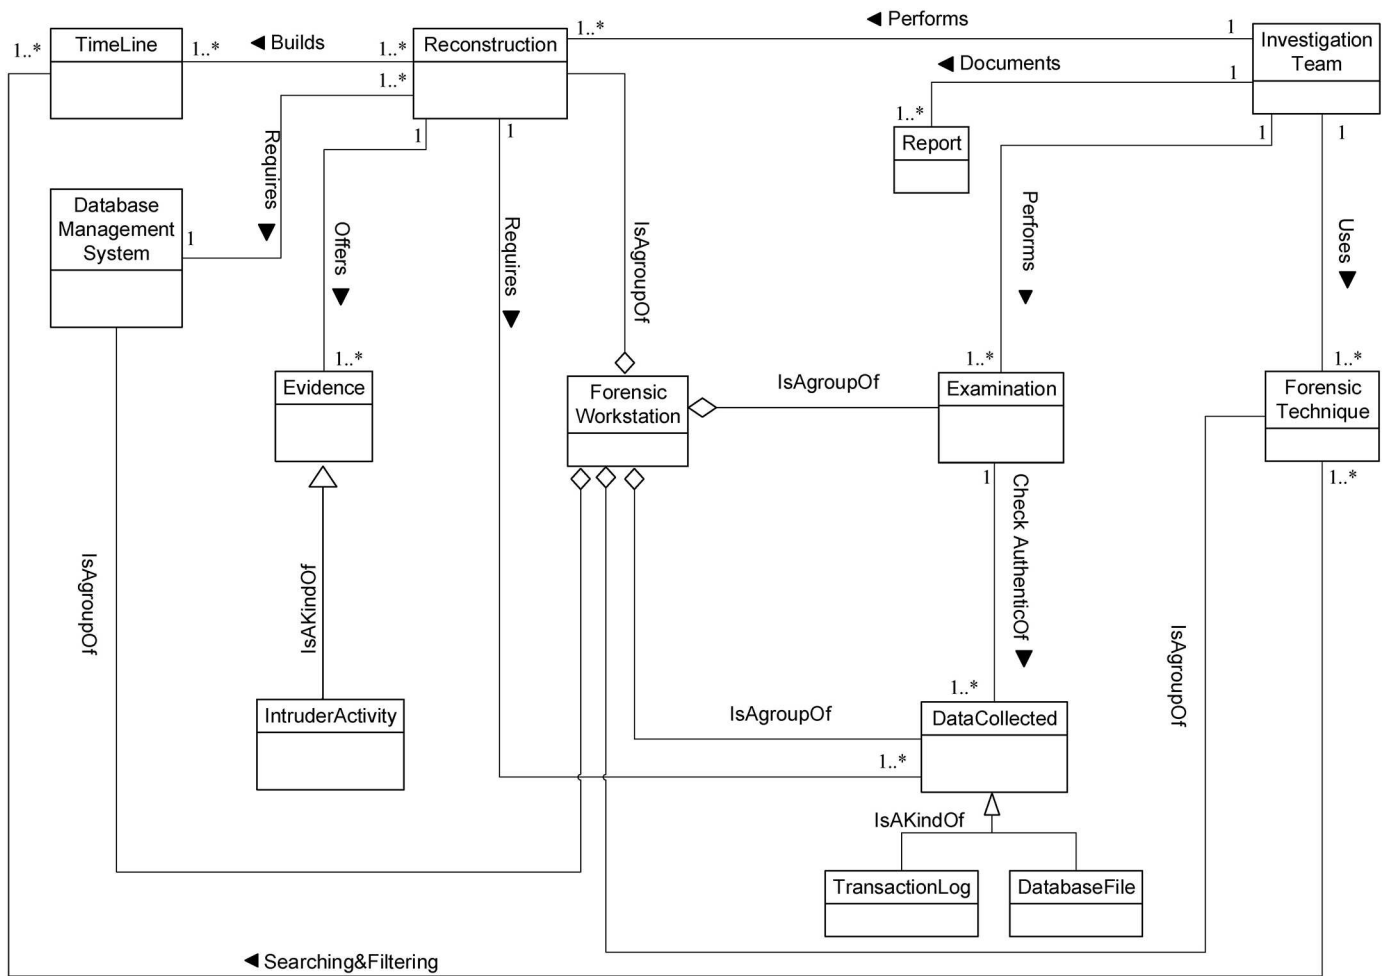 1..*
TimeLine
1..*
◄ Builds
1..*
Reconstruction
1..*
◄ Performs
1
Investigation
Team
1..*
◄ Documents
1
1..*
Report
1
1
1
1
Requires ▼
Database
Management
System
1
Offers ▼
Requires ▼
IsAgroupOf
Performs ▼
Uses ▼
1..*
Evidence
Forensic
Workstation
IsAgroupOf
1..*
Examination
1..*
Forensic
Technique
1
1..*
IsAgroupOf
IsAKindOf
Check AuthenticOf ▼
IsAgroupOf
IntruderActivity
IsAgroupOf
1..*
DataCollected
1..*
IsAKindOf
TransactionLog
DatabaseFile
◄ Searching&Filtering